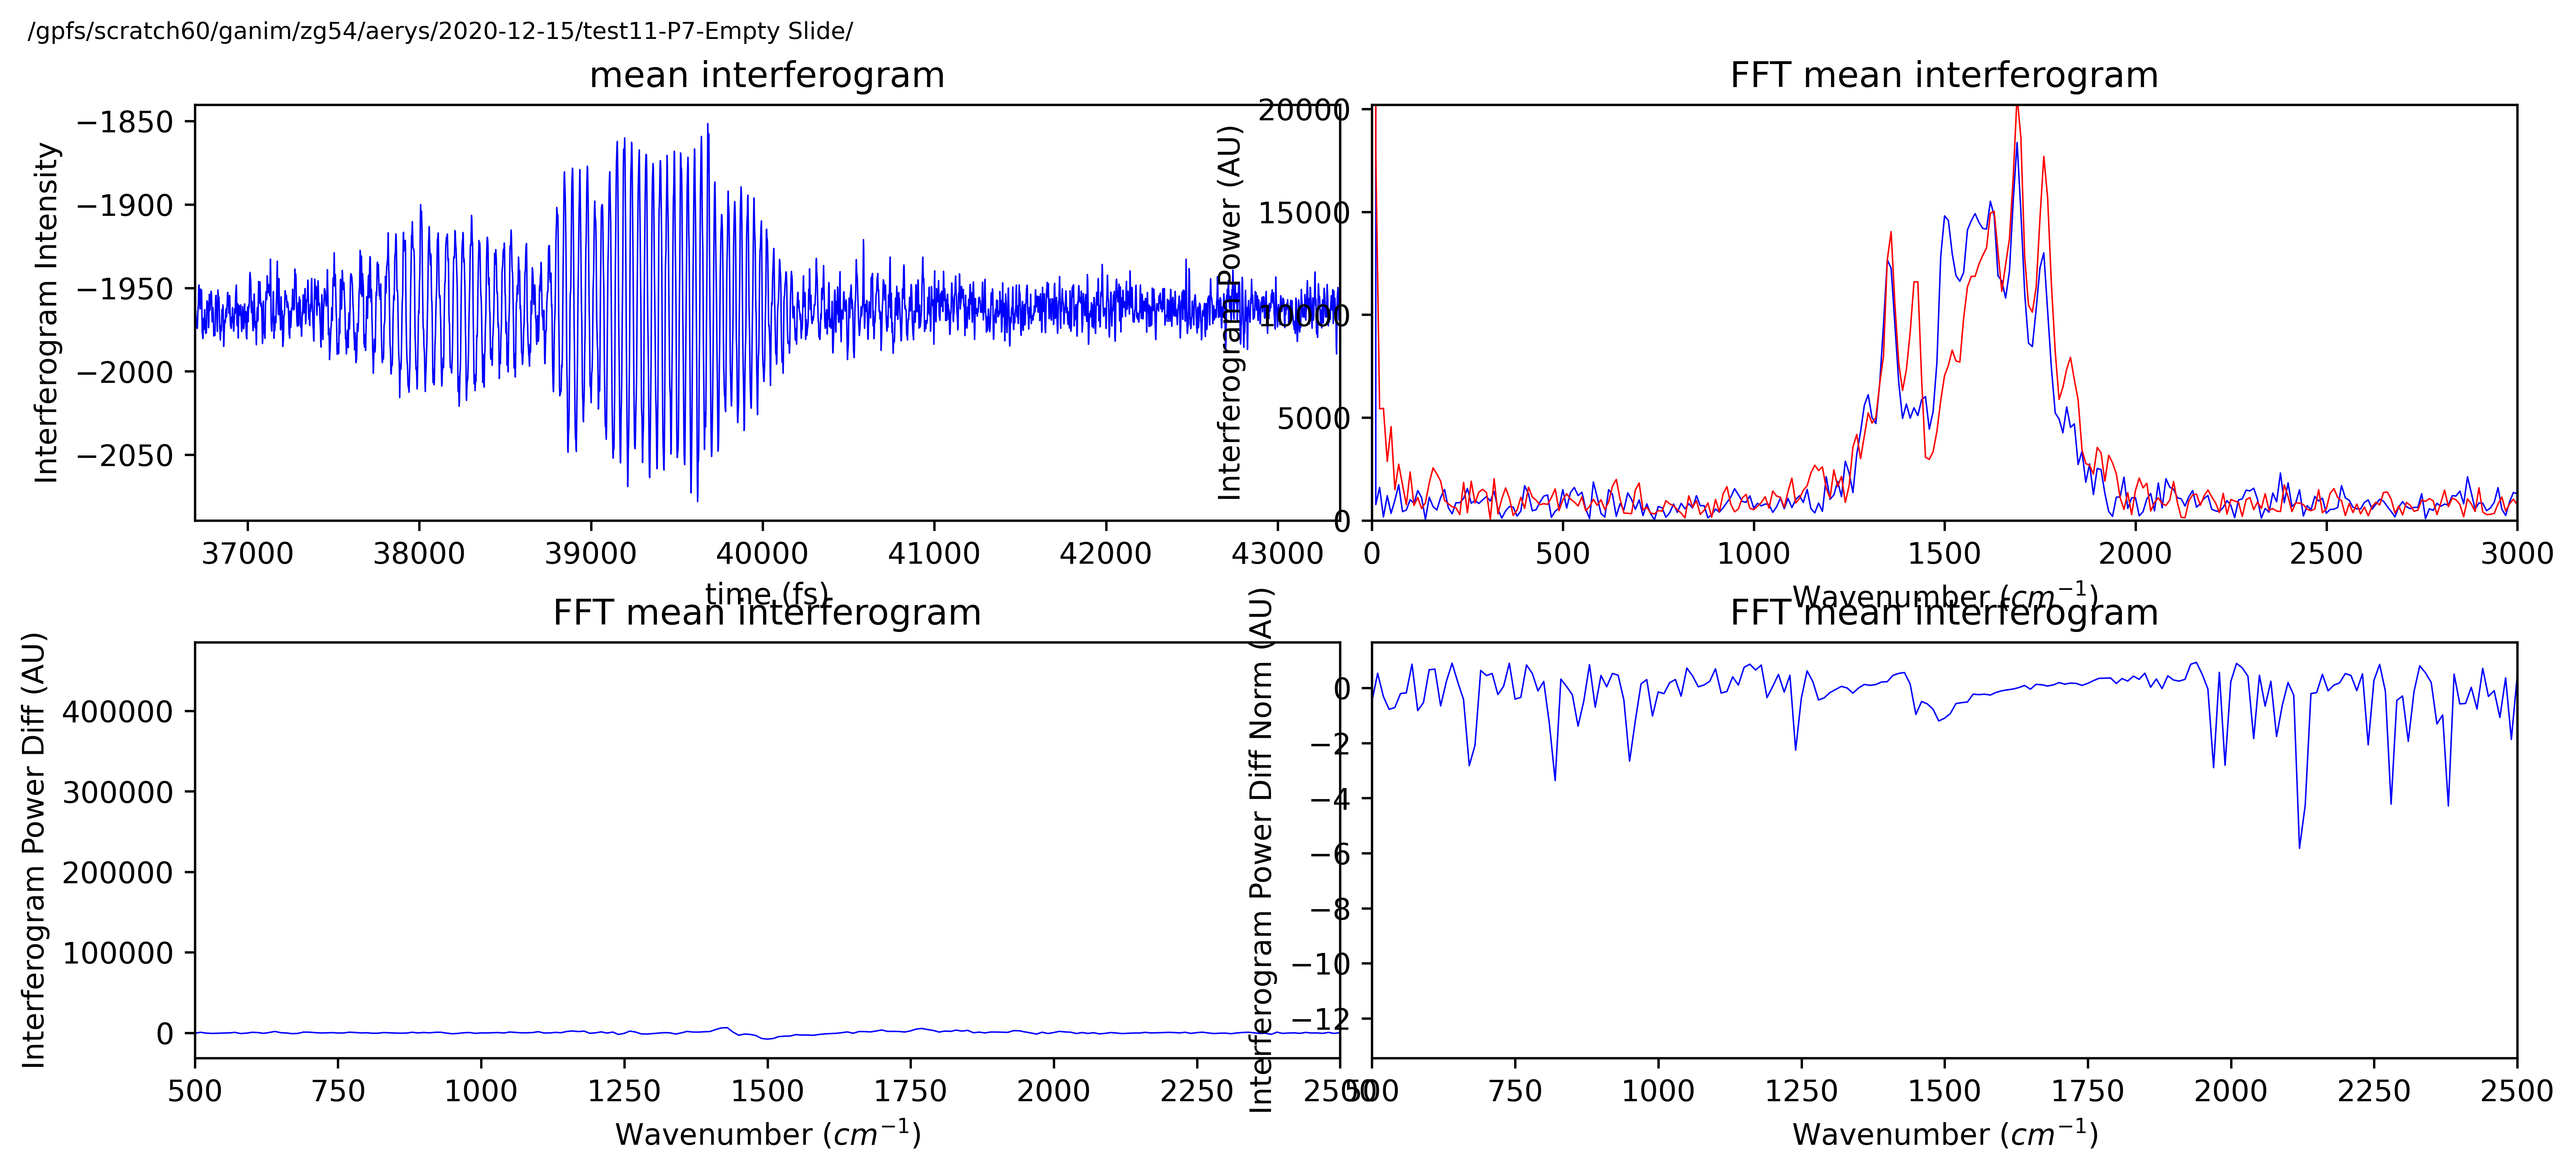 /gpfs/scratch60/ganim/zg54/aerys/2020-12-15/test11-P7-Empty Slide/
mean interferogram
Interferogram Intensity
−1850
−1900
−1950
−2000
−2050
37000 38000 39000 40000 41000 42000 43000
time (fs)
FFT mean interferogram
Interferogram Power (AU)
20000
15000
10000
5000
0
0 500 1000 1500 2000 2500 3000
Wavenumber (cm⁻¹)
FFT mean interferogram
Interferogram Power Diff (AU)
400000
300000
200000
100000
0
500 750 1000 1250 1500 1750 2000 2250 2500
Wavenumber (cm⁻¹)
FFT mean interferogram
Interferogram Power Diff Norm (AU)
0
−2
−4
−6
−8
−10
−12
500 750 1000 1250 1500 1750 2000 2250 2500
Wavenumber (cm⁻¹)